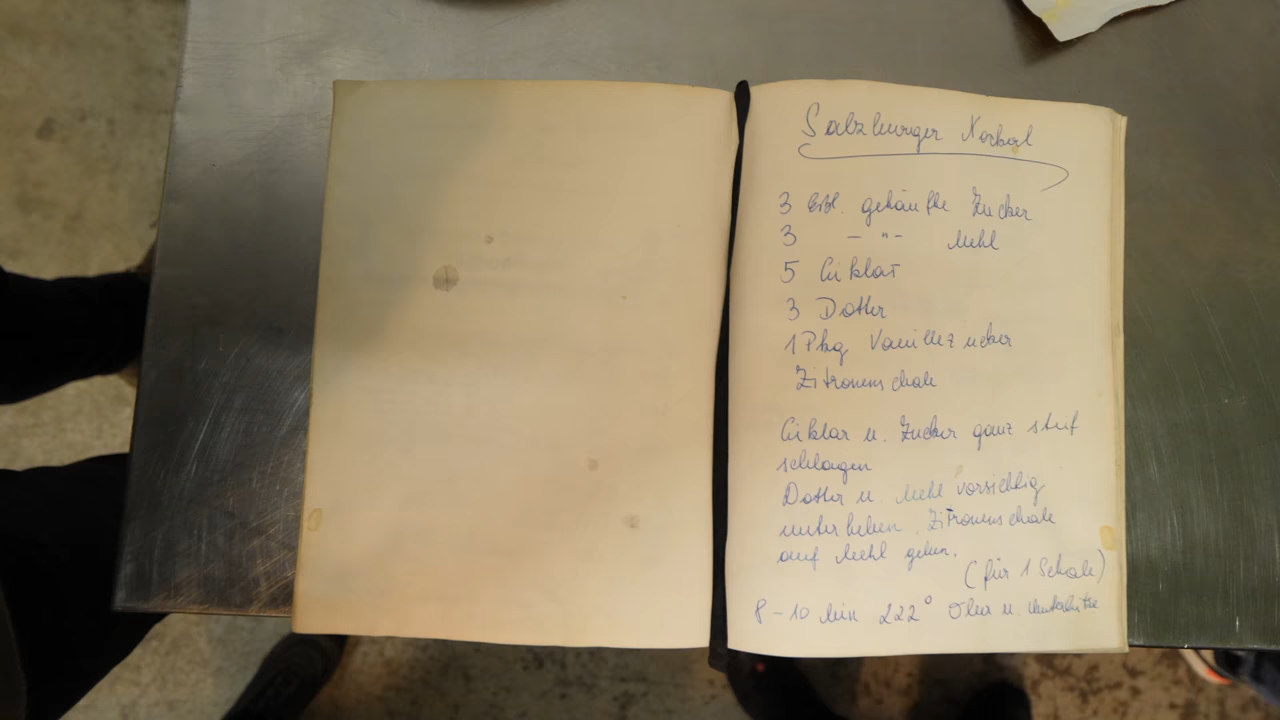 Salzburger Nockerl
3 Eßl. gehäufte Zucker
3 – " – Mehl
5 Eiklar
3 Dotter
1 Pkg Vanillezucker
Zitronenschale
Eiklar u. Zucker ganz steif
schlagen
Dotter u. Mehl vorsichtig
unterheben. Zitronenschale
auf Mehl geben.
(für 1 Schale)
8 – 10 Min 222° Ober u. Unterhitze